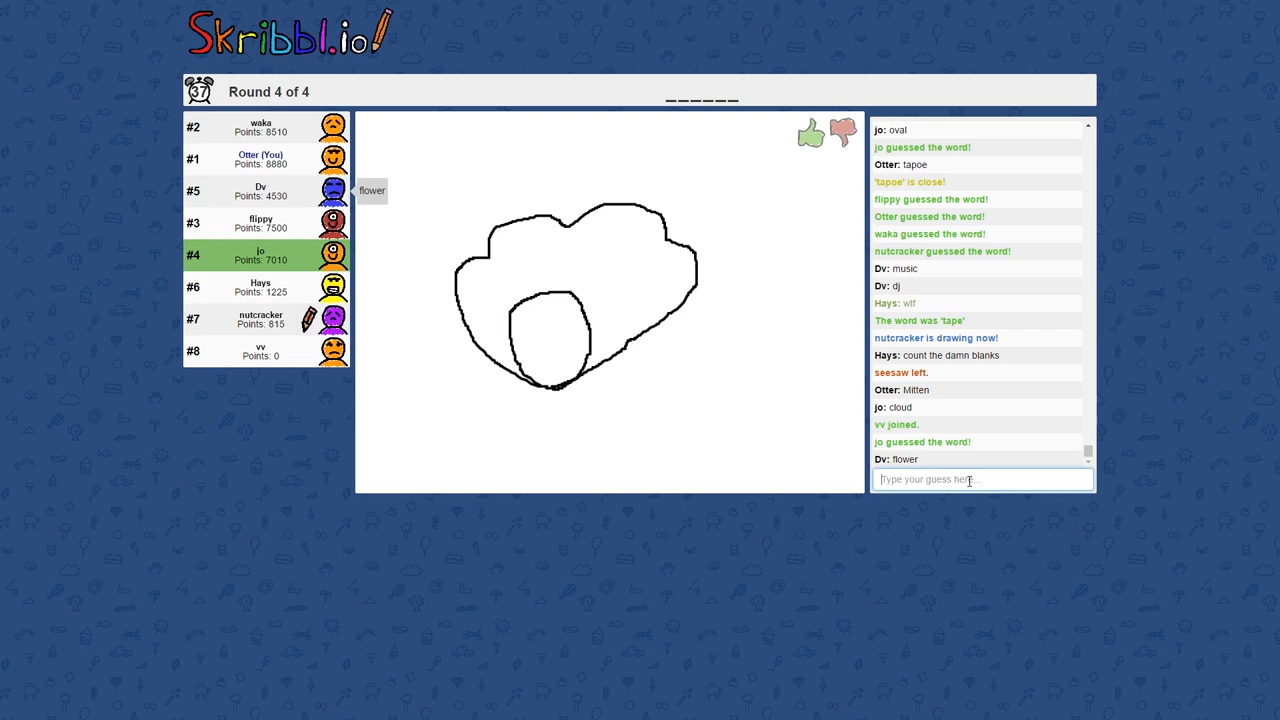 Skribbl.io!
37
Round 4 of 4
______
#2
waka
Points: 8510
#1
Otter (You)
Points: 8880
#5
Dv
Points: 4530
flower
#3
flippy
Points: 7500
#4
jo
Points: 7010
#6
Hays
Points: 1225
#7
nutcracker
Points: 815
#8
vv
Points: 0
jo: oval
jo guessed the word!
Otter: tapoe
'tapoe' is close!
flippy guessed the word!
Otter guessed the word!
waka guessed the word!
nutcracker guessed the word!
Dv: music
Dv: dj
Hays: wtf
The word was 'tape'
nutcracker is drawing now!
Hays: count the damn blanks
seesaw left.
Otter: Mitten
jo: cloud
vv joined.
jo guessed the word!
Dv: flower
Type your guess here...